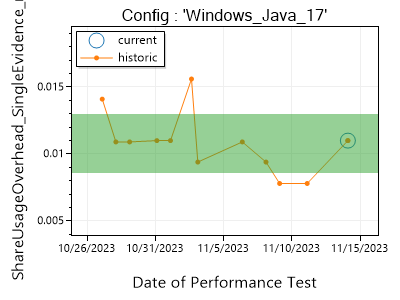 Config : 'Windows_Java_17'
current
historic
0.015
0.01
0.005
10/26/2023
10/31/2023
11/5/2023
11/10/2023
11/15/2023
Date of Performance Test
ShareUsageOverhead_SingleEvidence_